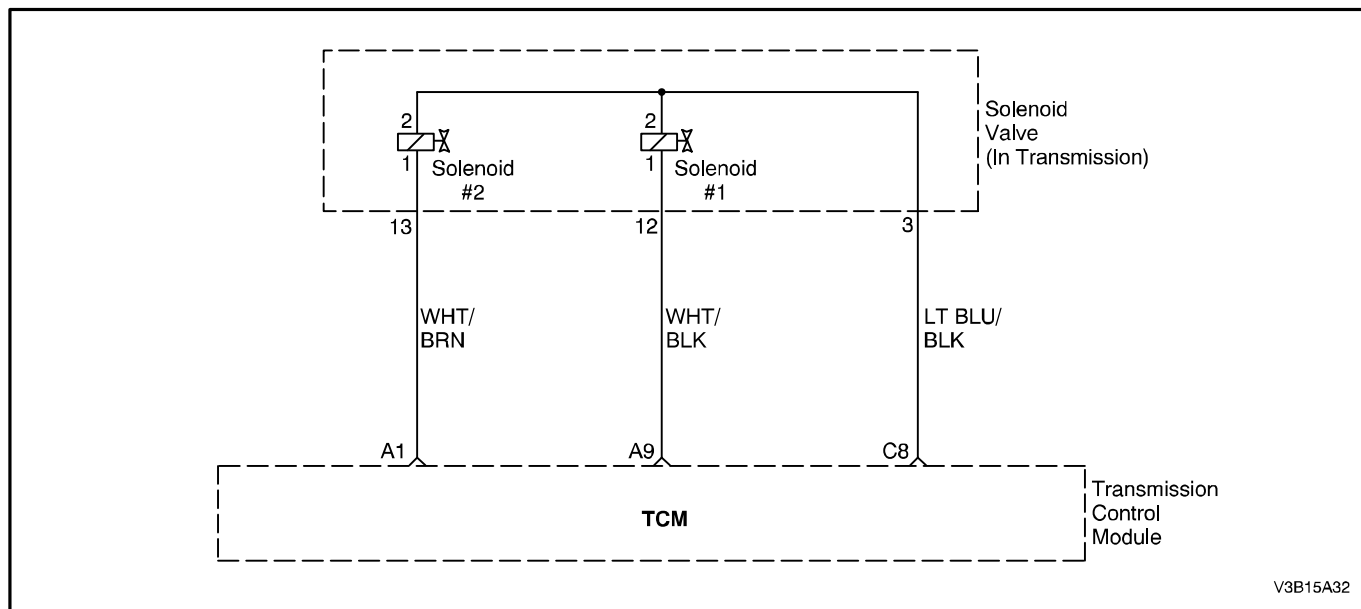 Solenoid
Valve
(In Transmission)
2
1
Solenoid
#2
2
1
Solenoid
#1
13
12
3
WHT/
BRN
WHT/
BLK
LT BLU/
BLK
A1
A9
C8
TCM
Transmission
Control
Module
V3B15A32